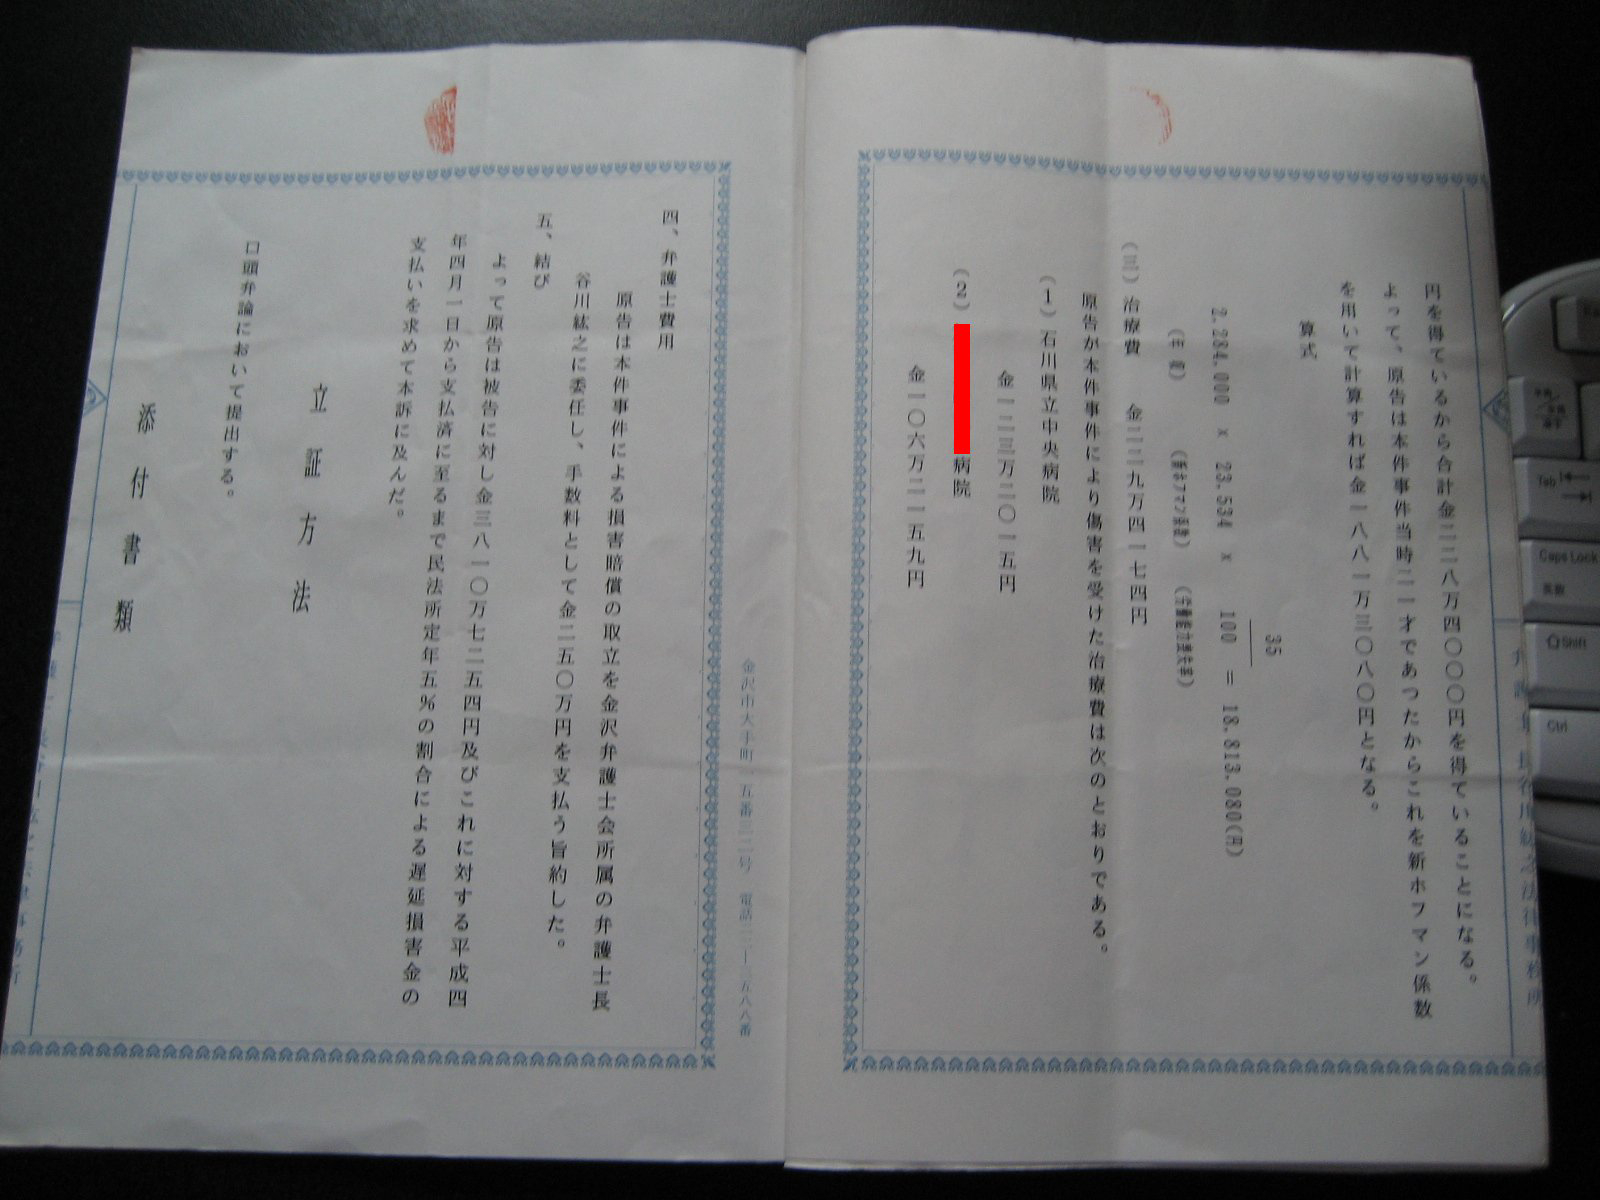 円を得ているから合計金二二八万四〇〇〇円を得ていることになる。
よって、原告は本件事件当時二一才であつたからこれを新ホフマン係数
を用いて計算すれば金一八八一万三〇八〇円となる。
算式
35
2,284,000 × 23,534 × 100 = 18,813,080(円)
(新ホフマン係数) (労働能力喪失率)
(三) 治療費 金二二九万四一七四円
原告が本件事件により傷害を受けた治療費は次のとおりである。
(1) 石川県立中央病院
金一二三万二〇一五円
(2) 病院
金一〇六万二一五九円
弁護士 長谷川紘之法律事務所
金沢市大手町一五番三二号 電話二二ー三五八八番
四、弁護士費用
原告は本件事件による損害賠償の取立を金沢弁護士会所属の弁護士長
谷川紘之に委任し、手数料として金二五〇万円を支払う旨約した。
五、結び
よって原告は被告に対し金三八一〇万七二五四円及びこれに対する平成四
年四月一日から支払済に至るまで民法所定年五%の割合による遅延損害金の
支払いを求めて本訴に及んだ。
立証方法
口頭弁論において提出する。
添付書類
Tab
Caps Lock
英数
Shift
Ctrl